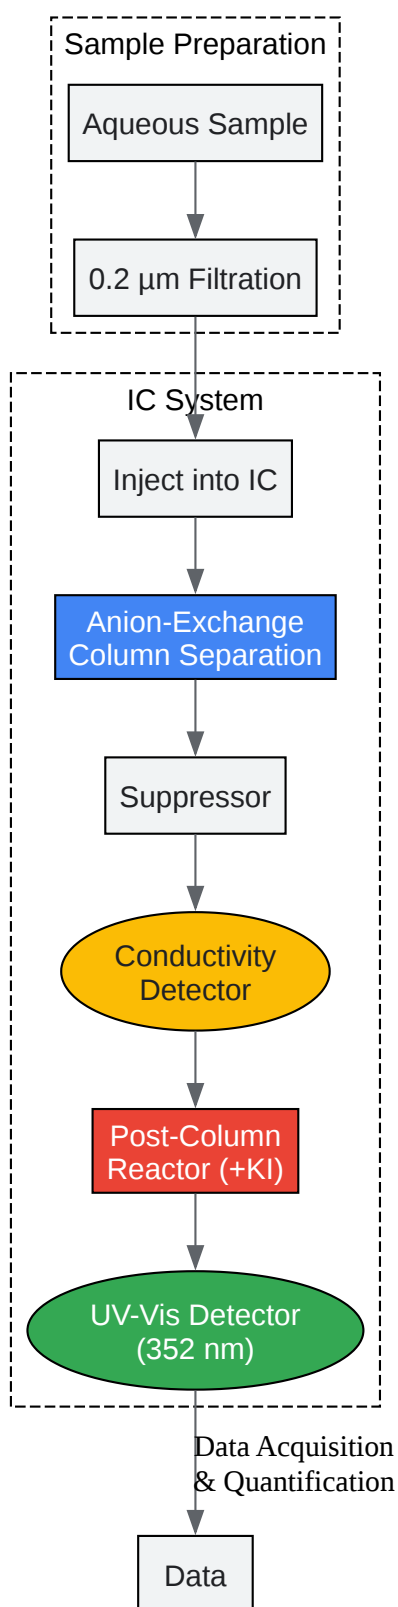 Sample Preparation
Aqueous Sample
0.2 µm Filtration
IC System
Inject into IC
Anion-Exchange
Column Separation
Suppressor
Conductivity
Detector
Post-Column
Reactor (+KI)
UV-Vis Detector
(352 nm)
Data Acquisition
& Quantification
Data